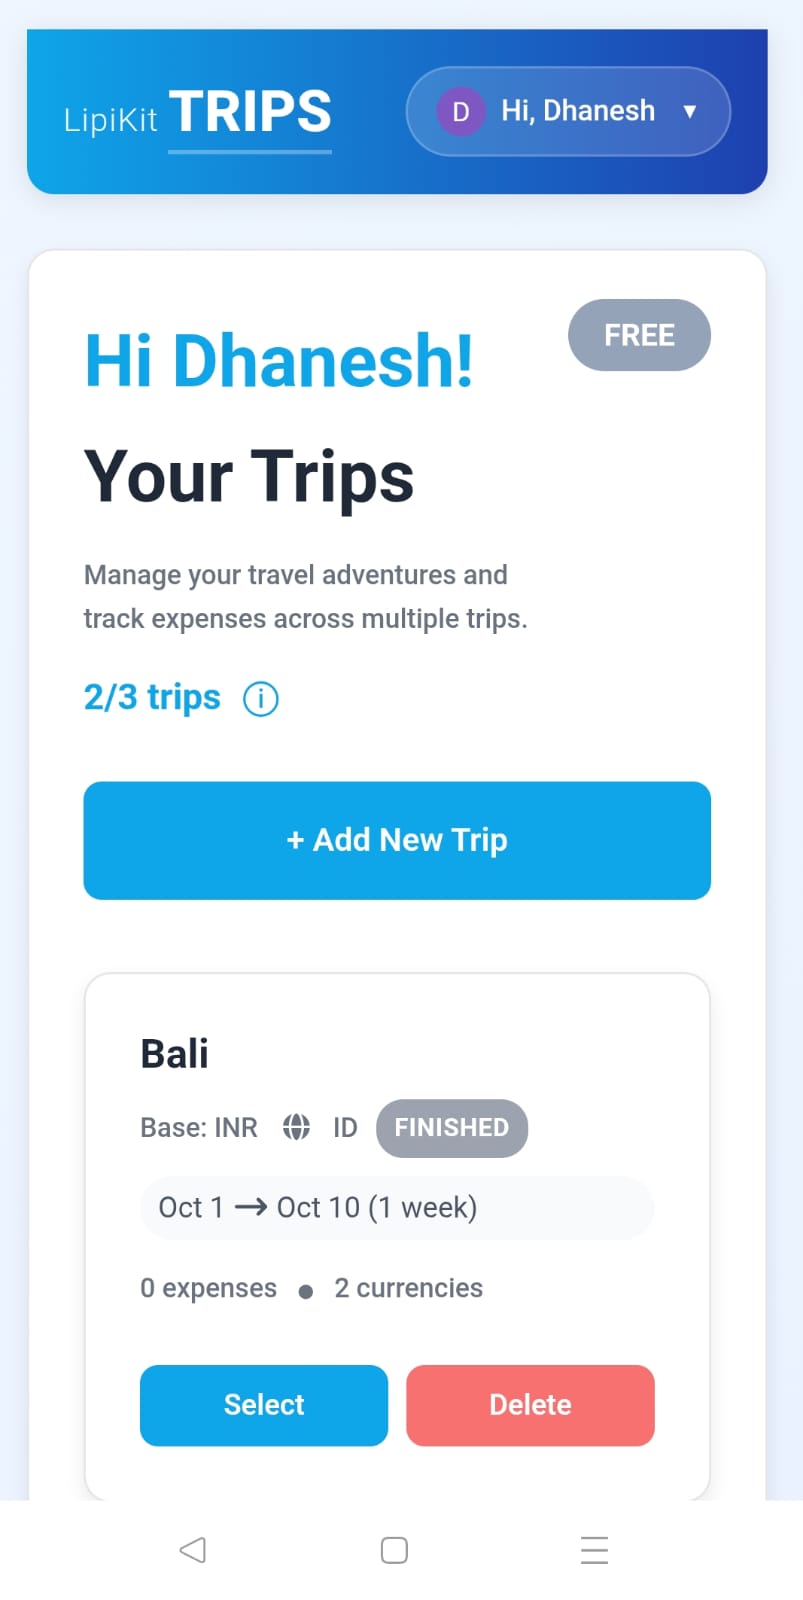 LipiKit TRIPS
D Hi, Dhanesh ▼
FREE
Hi Dhanesh!
Your Trips
Manage your travel adventures and
track expenses across multiple trips.
2/3 trips ⓘ
+ Add New Trip
Bali
Base: INR ID FINISHED
Oct 1 → Oct 10 (1 week)
0 expenses ● 2 currencies
Select
Delete